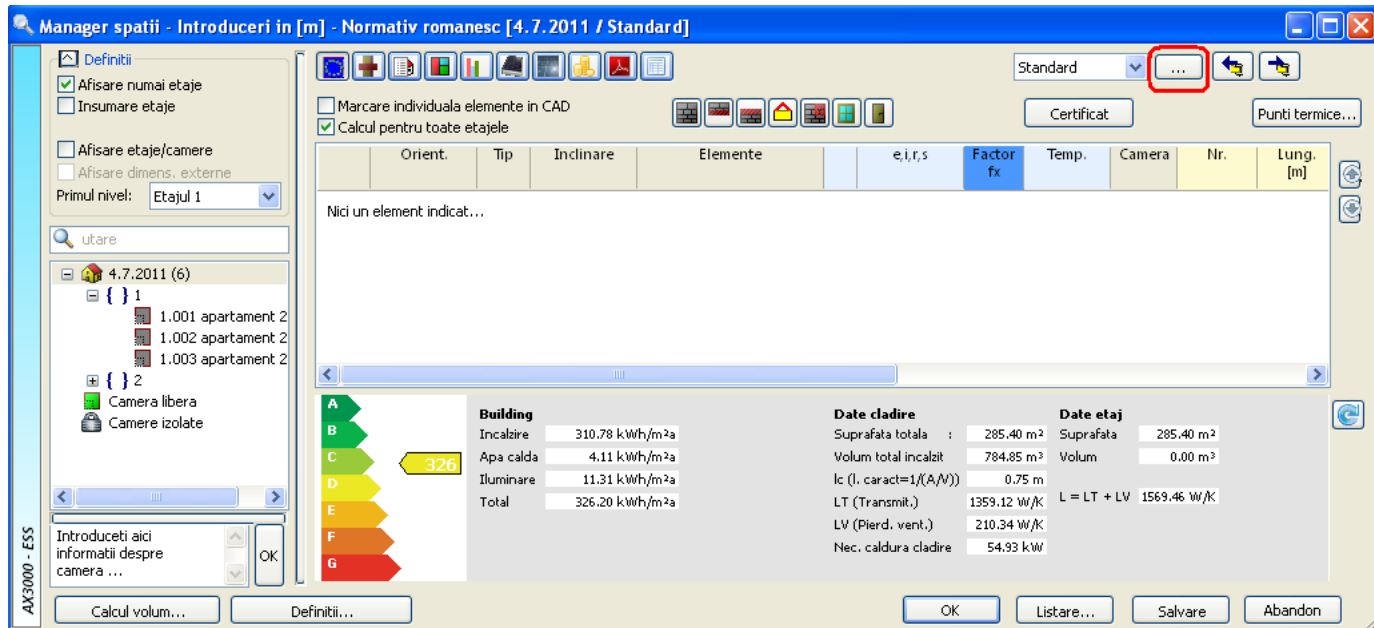 Manager spatii - Introduceri in [m] - Normativ romanesc [4.7.2011 / Standard]
Definitii
Afisare numai etaje
Insumare etaje
Afisare etaje/camere
Afisare dimens. externe
Primul nivel: Etajul 1
utare
4.7.2011 (6)
{ } 1
1.001 apartament 2
1.002 apartament 2
1.003 apartament 2
{ } 2
Camera libera
Camere izolate
Introduceti aici
informatii despre
camera ...
OK
AX3000 - ESS
Standard ...
Marcare individuala elemente in CAD
Calcul pentru toate etajele
Certificat
Punti termice...
Orient. Tip Inclinare Elemente e,i,r,s Factor fx Temp. Camera Nr. Lung. [m]
Nici un element indicat...
A
B
C
D
E
F
G
326
Building
Incalzire 310.78 kWh/m²a
Apa calda 4.11 kWh/m²a
Iluminare 11.31 kWh/m²a
Total 326.20 kWh/m²a
Date cladire
Suprafata totala : 285.40 m²
Volum total incalzit 784.85 m³
lc (l. caract=1/(A/V)) 0.75 m
LT (Transmit.) 1359.12 W/K
LV (Pierd. vent.) 210.34 W/K
Nec. caldura cladire 54.93 kW
Date etaj
Suprafata 285.40 m²
Volum 0.00 m³
L = LT + LV 1569.46 W/K
Calcul volum... Definitii... OK Listare... Salvare Abandon